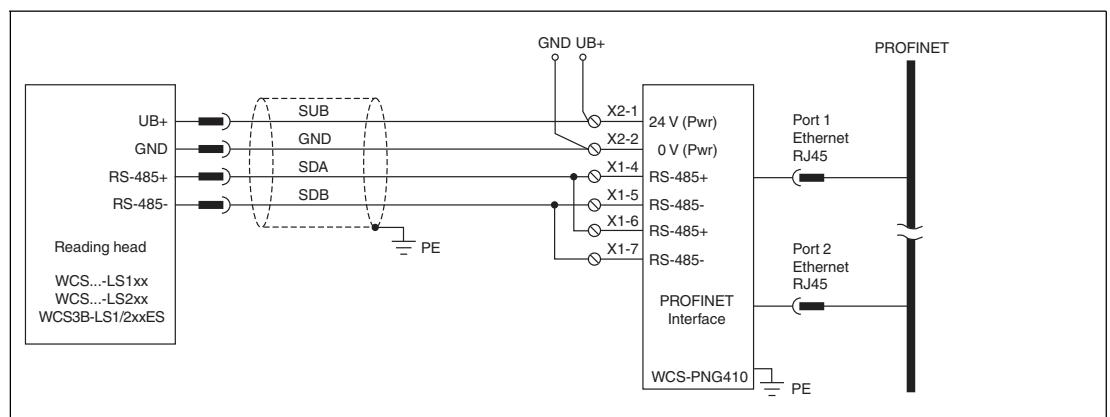 GND UB+
PROFINET
UB+
GND
RS-485+
RS-485-
Reading head
WCS...-LS1xx
WCS...-LS2xx
WCS3B-LS1/2xxES
SUB
GND
SDA
SDB
PE
X2-1
X2-2
X1-4
X1-5
X1-6
X1-7
24 V (Pwr)
0 V (Pwr)
RS-485+
RS-485-
RS-485+
RS-485-
PROFINET
Interface
WCS-PNG410
PE
Port 1
Ethernet
RJ45
Port 2
Ethernet
RJ45